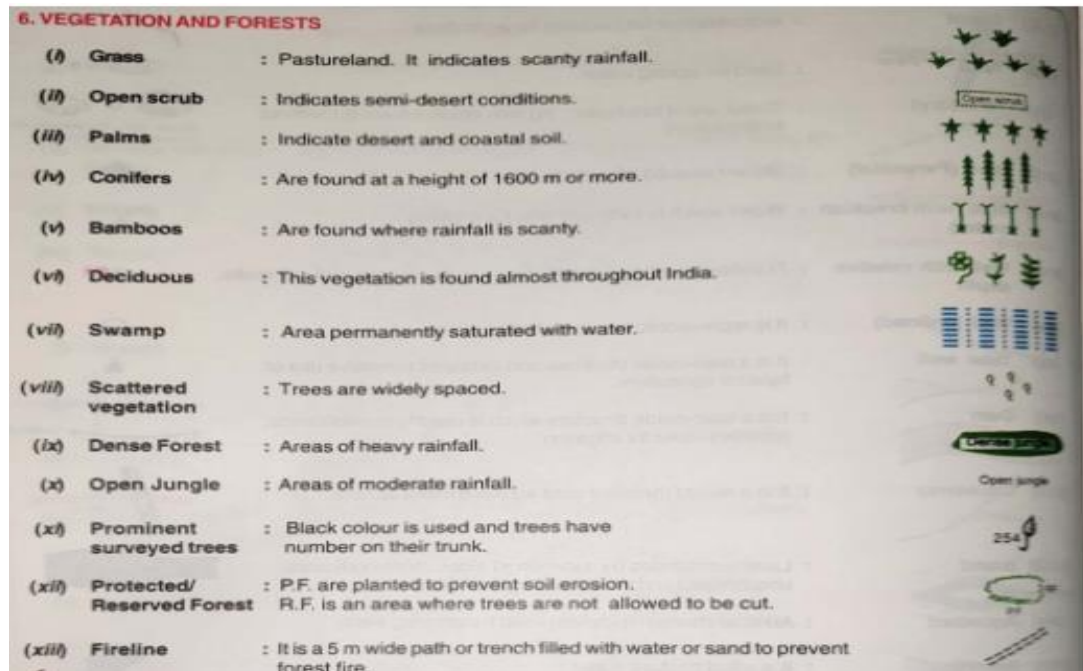 6. VEGETATION AND FORESTS
(i) Grass : Pastureland. It indicates scanty rainfall.
(ii) Open scrub : Indicates semi-desert conditions. Open scrub
(iii) Palms : Indicate desert and coastal soil.
(iv) Conifers : Are found at a height of 1600 m or more.
(v) Bamboos : Are found where rainfall is scanty.
(vi) Deciduous : This vegetation is found almost throughout India.
(vii) Swamp : Area permanently saturated with water.
(viii) Scattered : Trees are widely spaced.
vegetation
(ix) Dense Forest : Areas of heavy rainfall. Dense jungle
(x) Open Jungle : Areas of moderate rainfall. Open jungle
(xi) Prominent : Black colour is used and trees have
surveyed trees number on their trunk. 254
(xii) Protected/ : P.F. are planted to prevent soil erosion.
Reserved Forest R.F. is an area where trees are not allowed to be cut.
(xiii) Fireline : It is a 5 m wide path or trench filled with water or sand to prevent
forest fire.